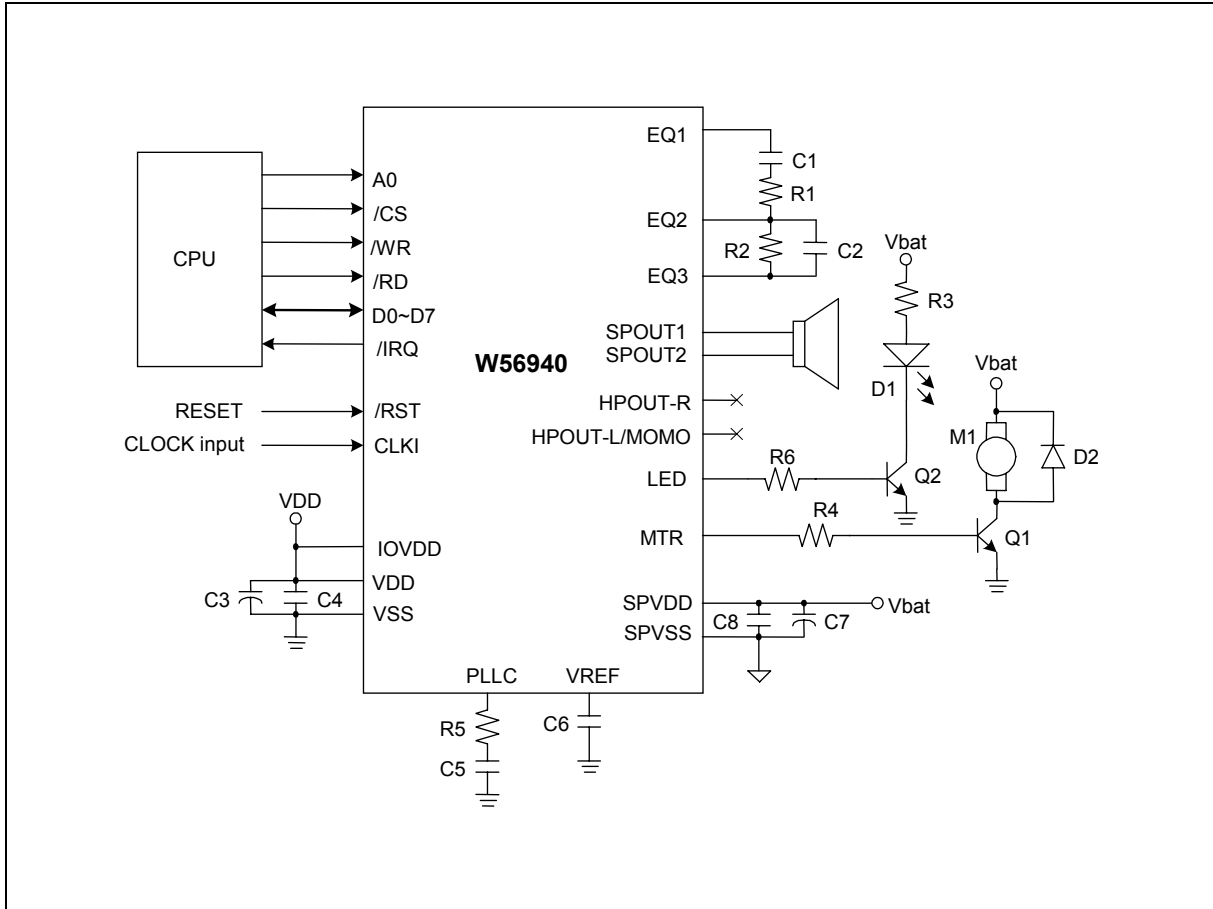 EQ1
C1
A0
R1
/CS
EQ2
/WR
CPU
R2
C2
Vbat
/RD
EQ3
R3
D0~D7
SPOUT1
/IRQ
W56940
SPOUT2
Vbat
D1
RESET
/RST
HPOUT-R
CLOCK input
CLKI
HPOUT-L/MOMO
M1
D2
R6
LED
Q2
VDD
R4
MTR
Q1
IOVDD
VDD
C3
C4
SPVDD
Vbat
VSS
C8
C7
SPVSS
PLLC
VREF
R5
C6
C5